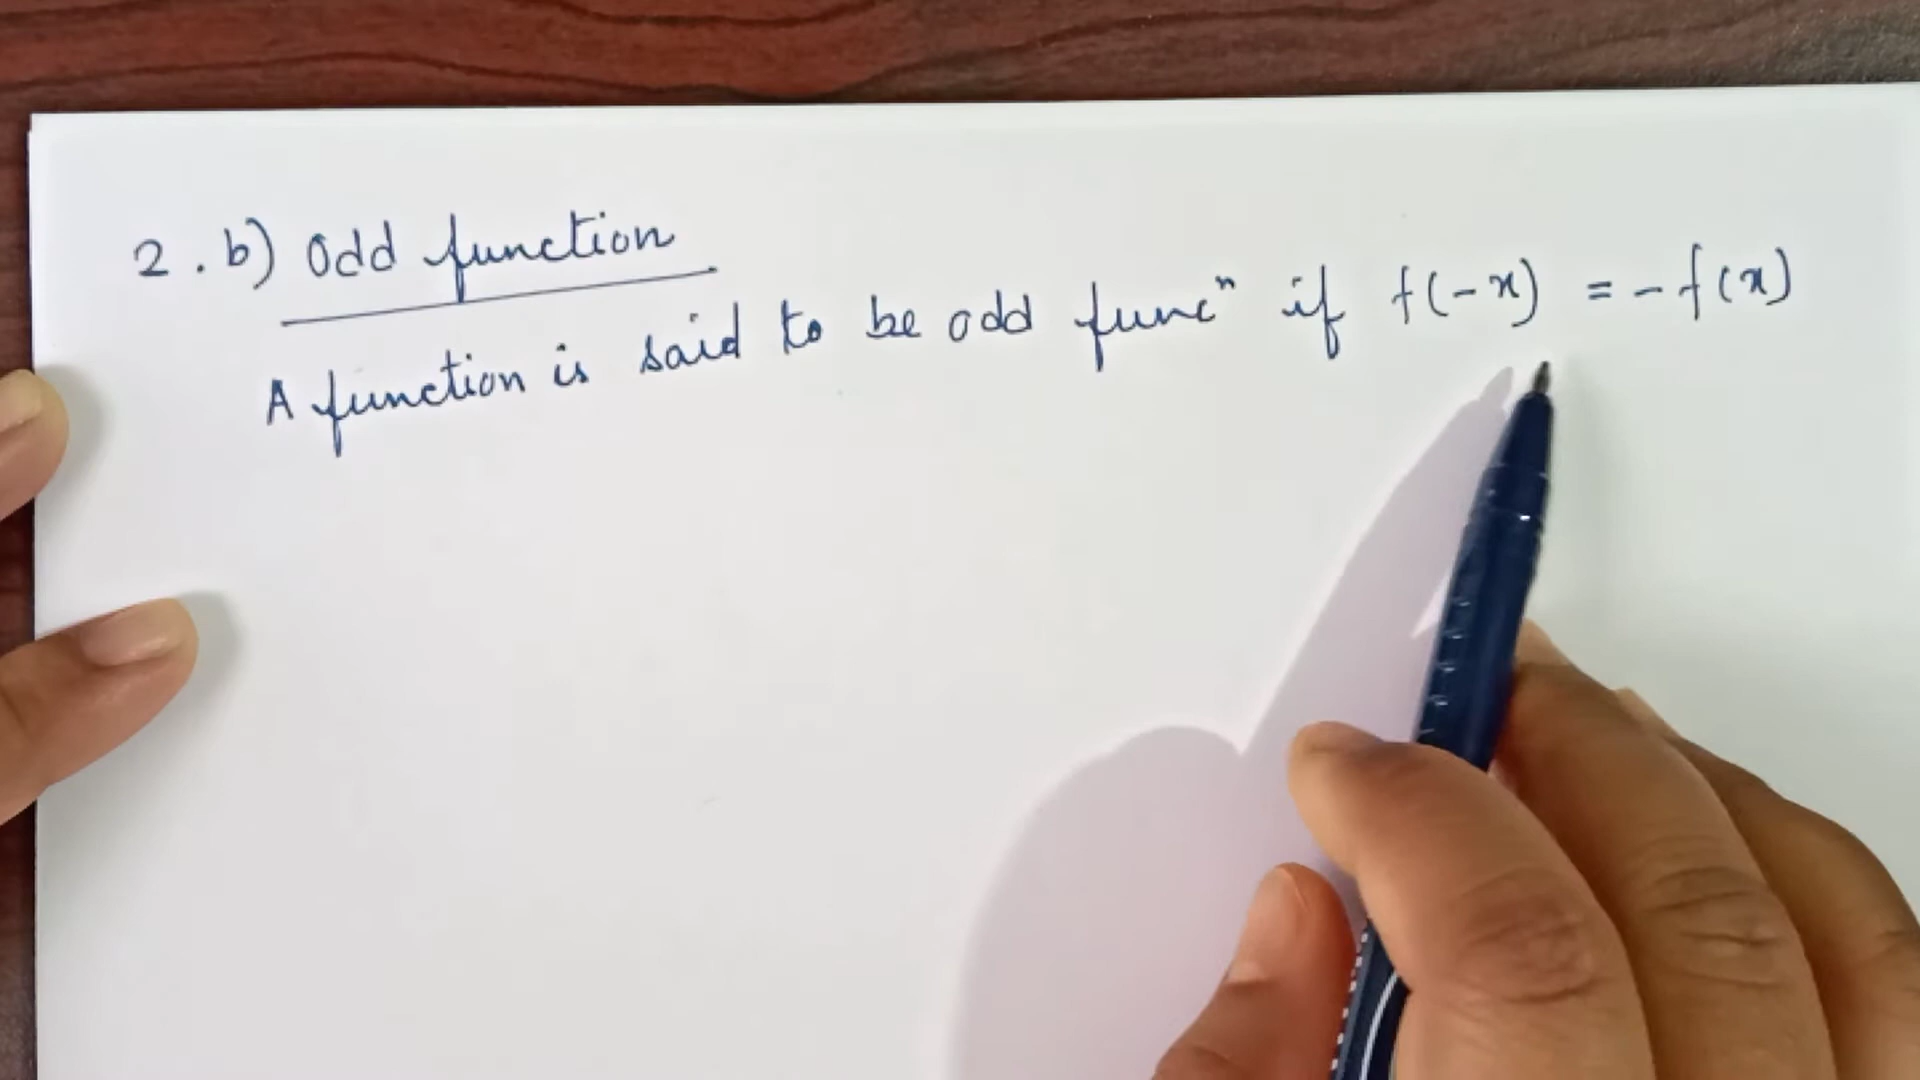 2. b) Odd function
A function is said to be odd funcⁿ if f(-x) = -f(x)